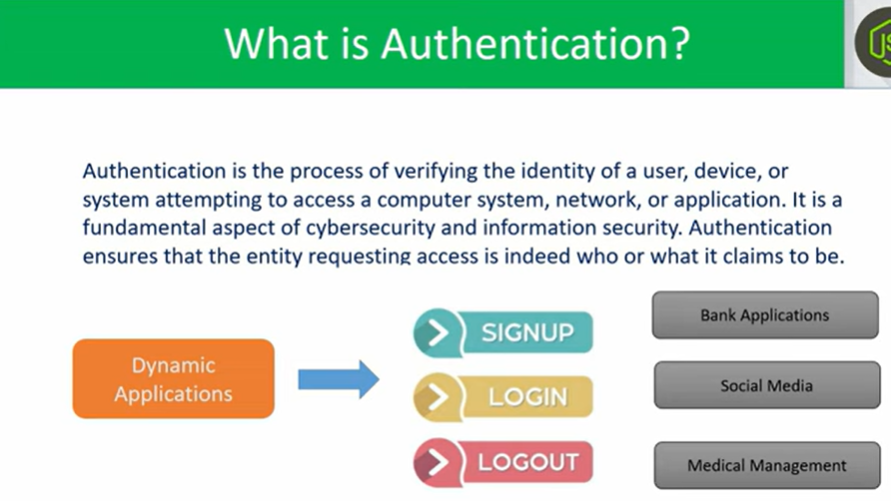 What is Authentication?
JS
Authentication is the process of verifying the identity of a user, device, or
system attempting to access a computer system, network, or application. It is a
fundamental aspect of cybersecurity and information security. Authentication
ensures that the entity requesting access is indeed who or what it claims to be.
Dynamic
Applications
SIGNUP
LOGIN
LOGOUT
Bank Applications
Social Media
Medical Management